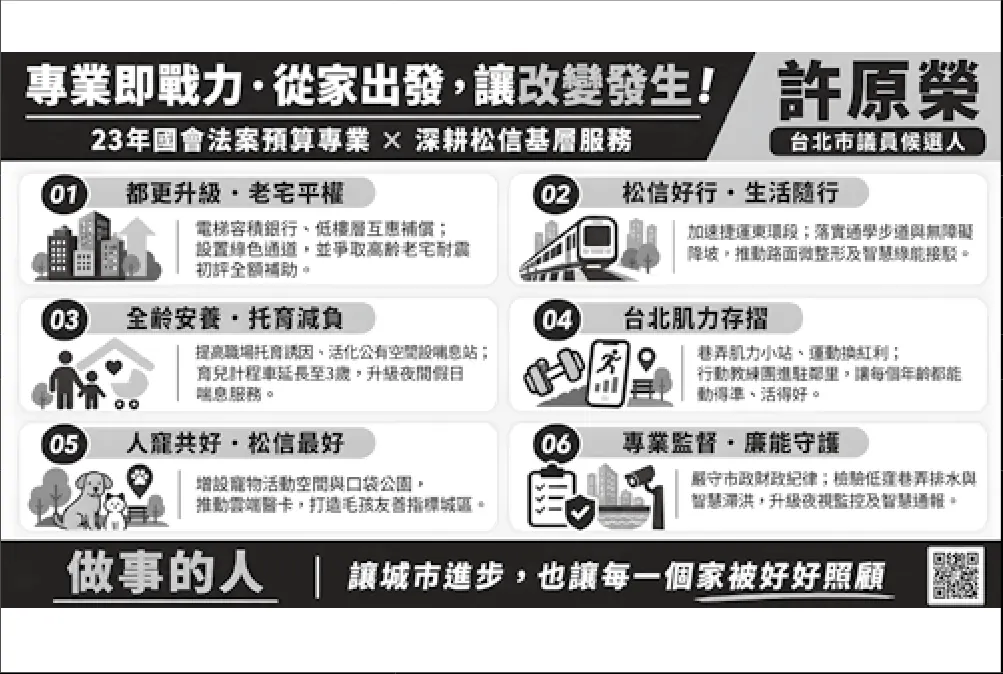 專業即戰力·從家出發，讓改變發生！
23年國會法案預算專業 × 深耕松信基層服務
許原榮
台北市議員候選人
01 都更升級·老宅平權
電梯容積銀行、低樓層互惠補償；
設置綠色通道，並爭取高齡老宅耐震
初評全額補助。
02 松信好行·生活隨行
加速捷運東環段；落實通學步道與無障礙
降坡，推動路面微整形及智慧綠能接駁。
03 全齡安養·托育減負
提高職場托育誘因、活化公有空間設喘息站；
育兒計程車延長至3歲，升級夜間假日
喘息服務。
04 台北肌力存摺
巷弄肌力小站、運動換紅利；
行動教練團進駐鄰里，讓每個年齡都能
動得準、活得好。
05 人寵共好·松信最好
增設寵物活動空間與口袋公園，
推動雲端醫卡，打造毛孩友善指標城區。
06 專業監督·廉能守護
嚴守市政財政紀律；檢驗低窪巷弄排水與
智慧滯洪，升級夜視監控及智慧通報。
做事的人
讓城市進步，也讓每一個家被好好照顧